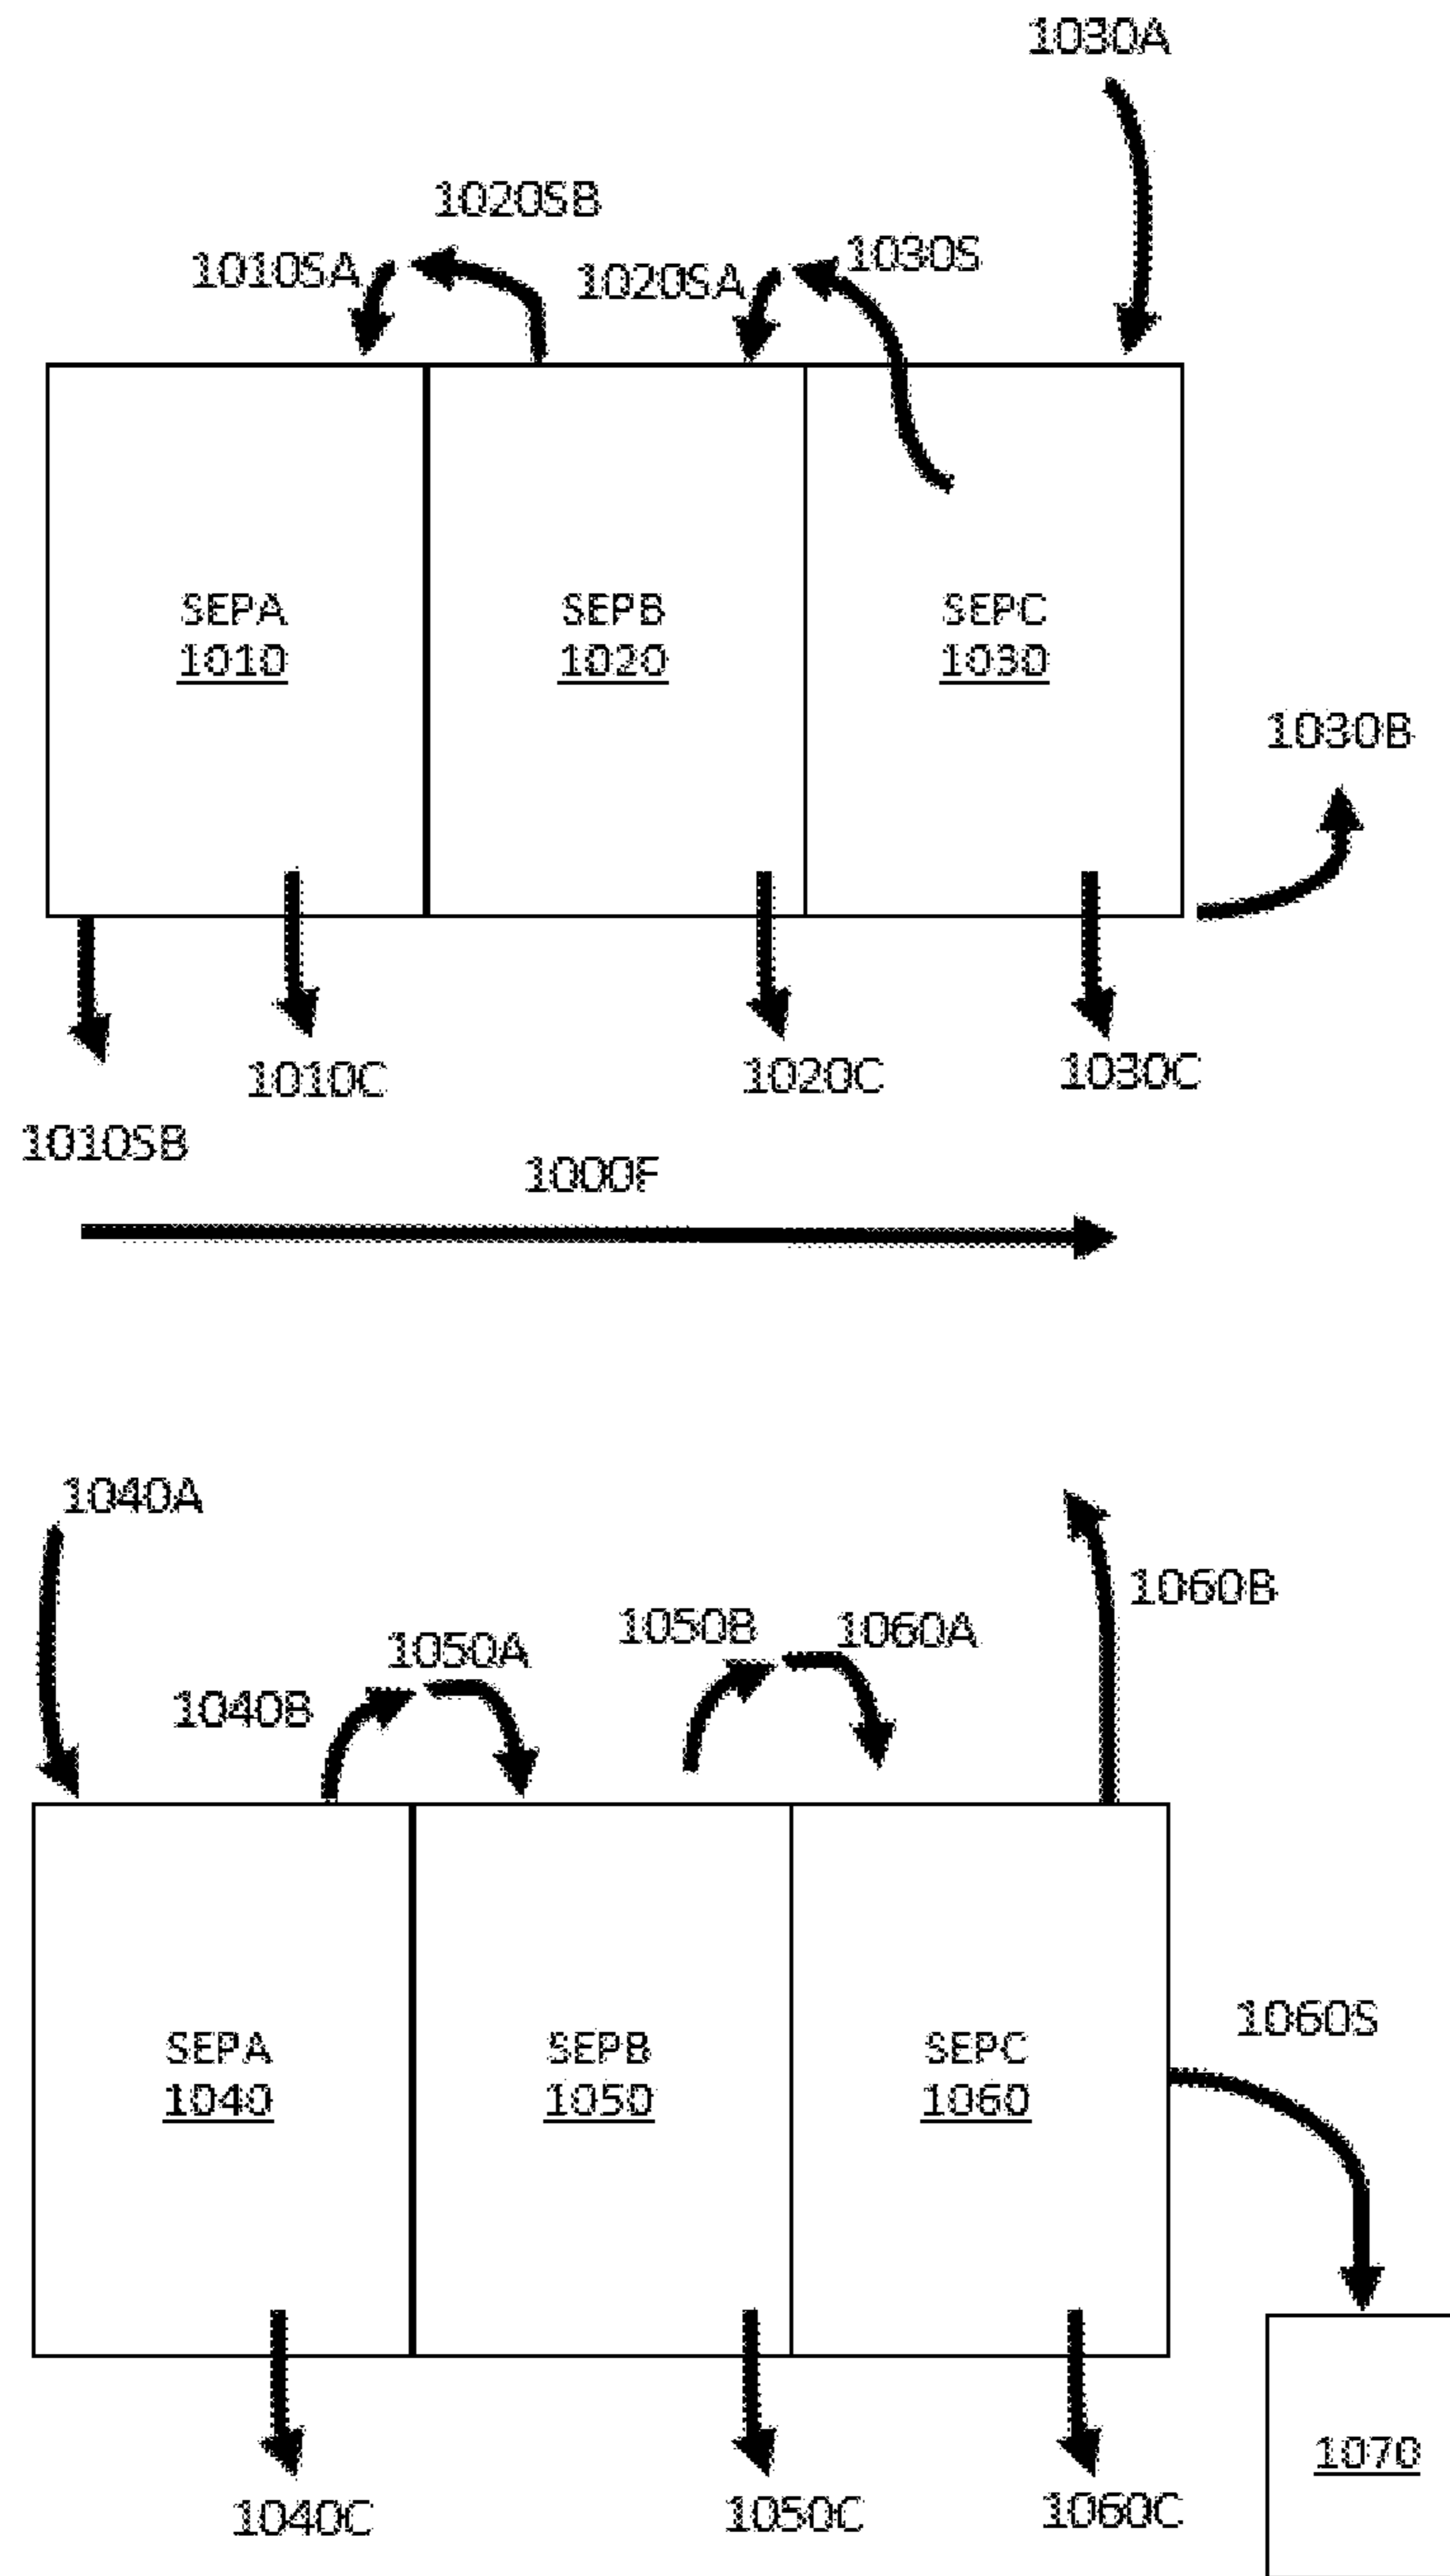 1030A
1020SB
1010SA
1020SA
1030S
SEPA
1010
SEPB
1020
SEPC
1030
1030B
1010C
1020C
1030C
1010SB
1000F
1040A
1060B
1050B
1060A
1050A
1040B
1060S
SEPA
1040
SEPB
1050
SEPC
1060
1070
1040C
1050C
1060C